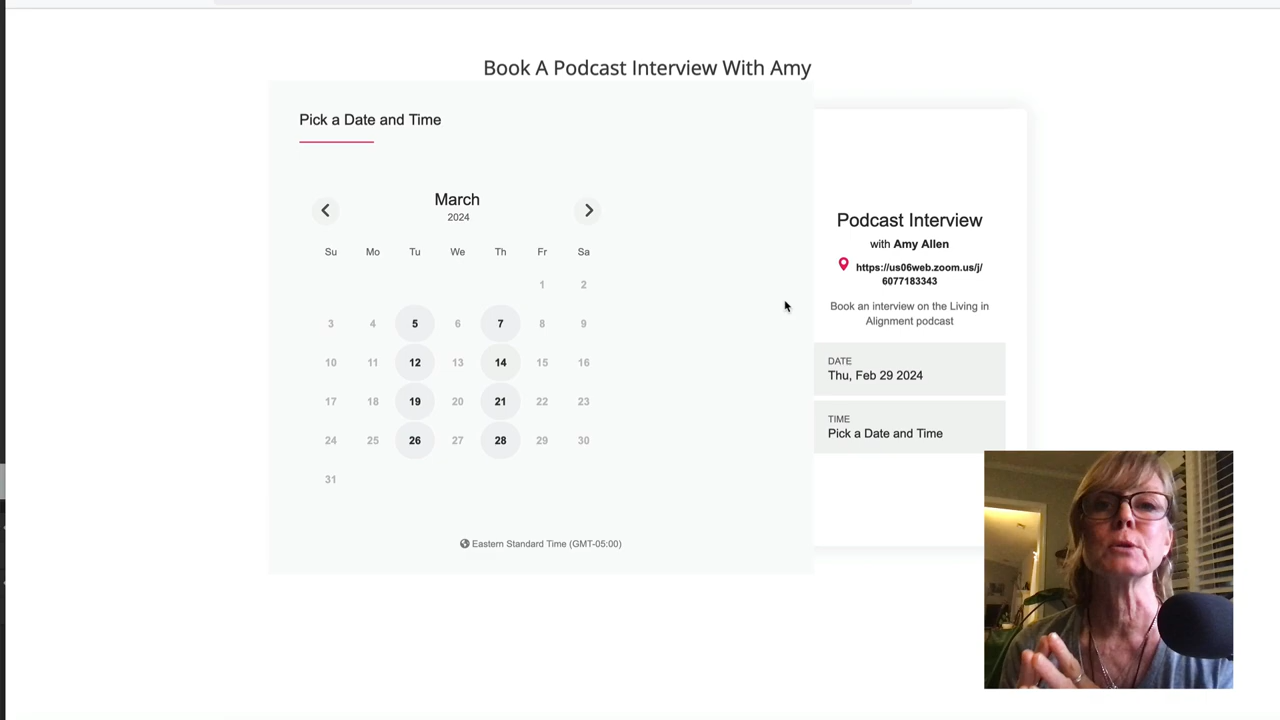 Book A Podcast Interview With Amy
Pick a Date and Time
March
2024
Su Mo Tu We Th Fr Sa
1 2
3 4 5 6 7 8 9
10 11 12 13 14 15 16
17 18 19 20 21 22 23
24 25 26 27 28 29 30
31
Eastern Standard Time (GMT-05:00)
Podcast Interview
with Amy Allen
https://us06web.zoom.us/j/
6077183343
Book an interview on the Living in
Alignment podcast
DATE
Thu, Feb 29 2024
TIME
Pick a Date and Time